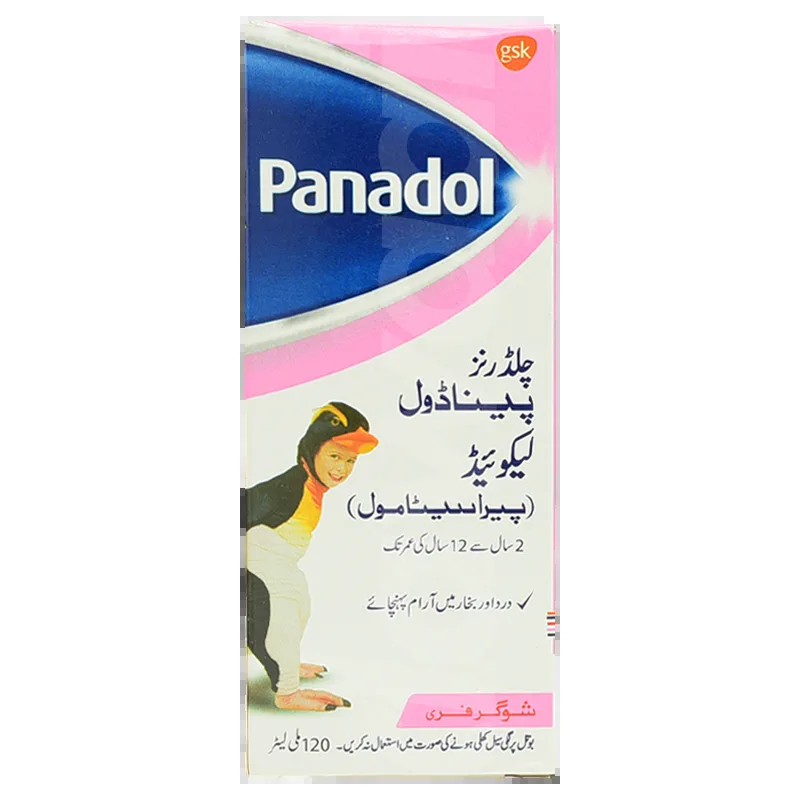 gsk
Panadol
چلڈرنز
پیناڈول
لیکوئیڈ
(پیراسیٹامول)
2 سال سے 12 سال کی عمر تک
✓ درد اور بخار میں آرام پہنچائے
شوگر فری
بوتل پر لگی سیل کھلی ہونے کی صورت میں استعمال نہ کریں۔ 120 ملی لیٹر